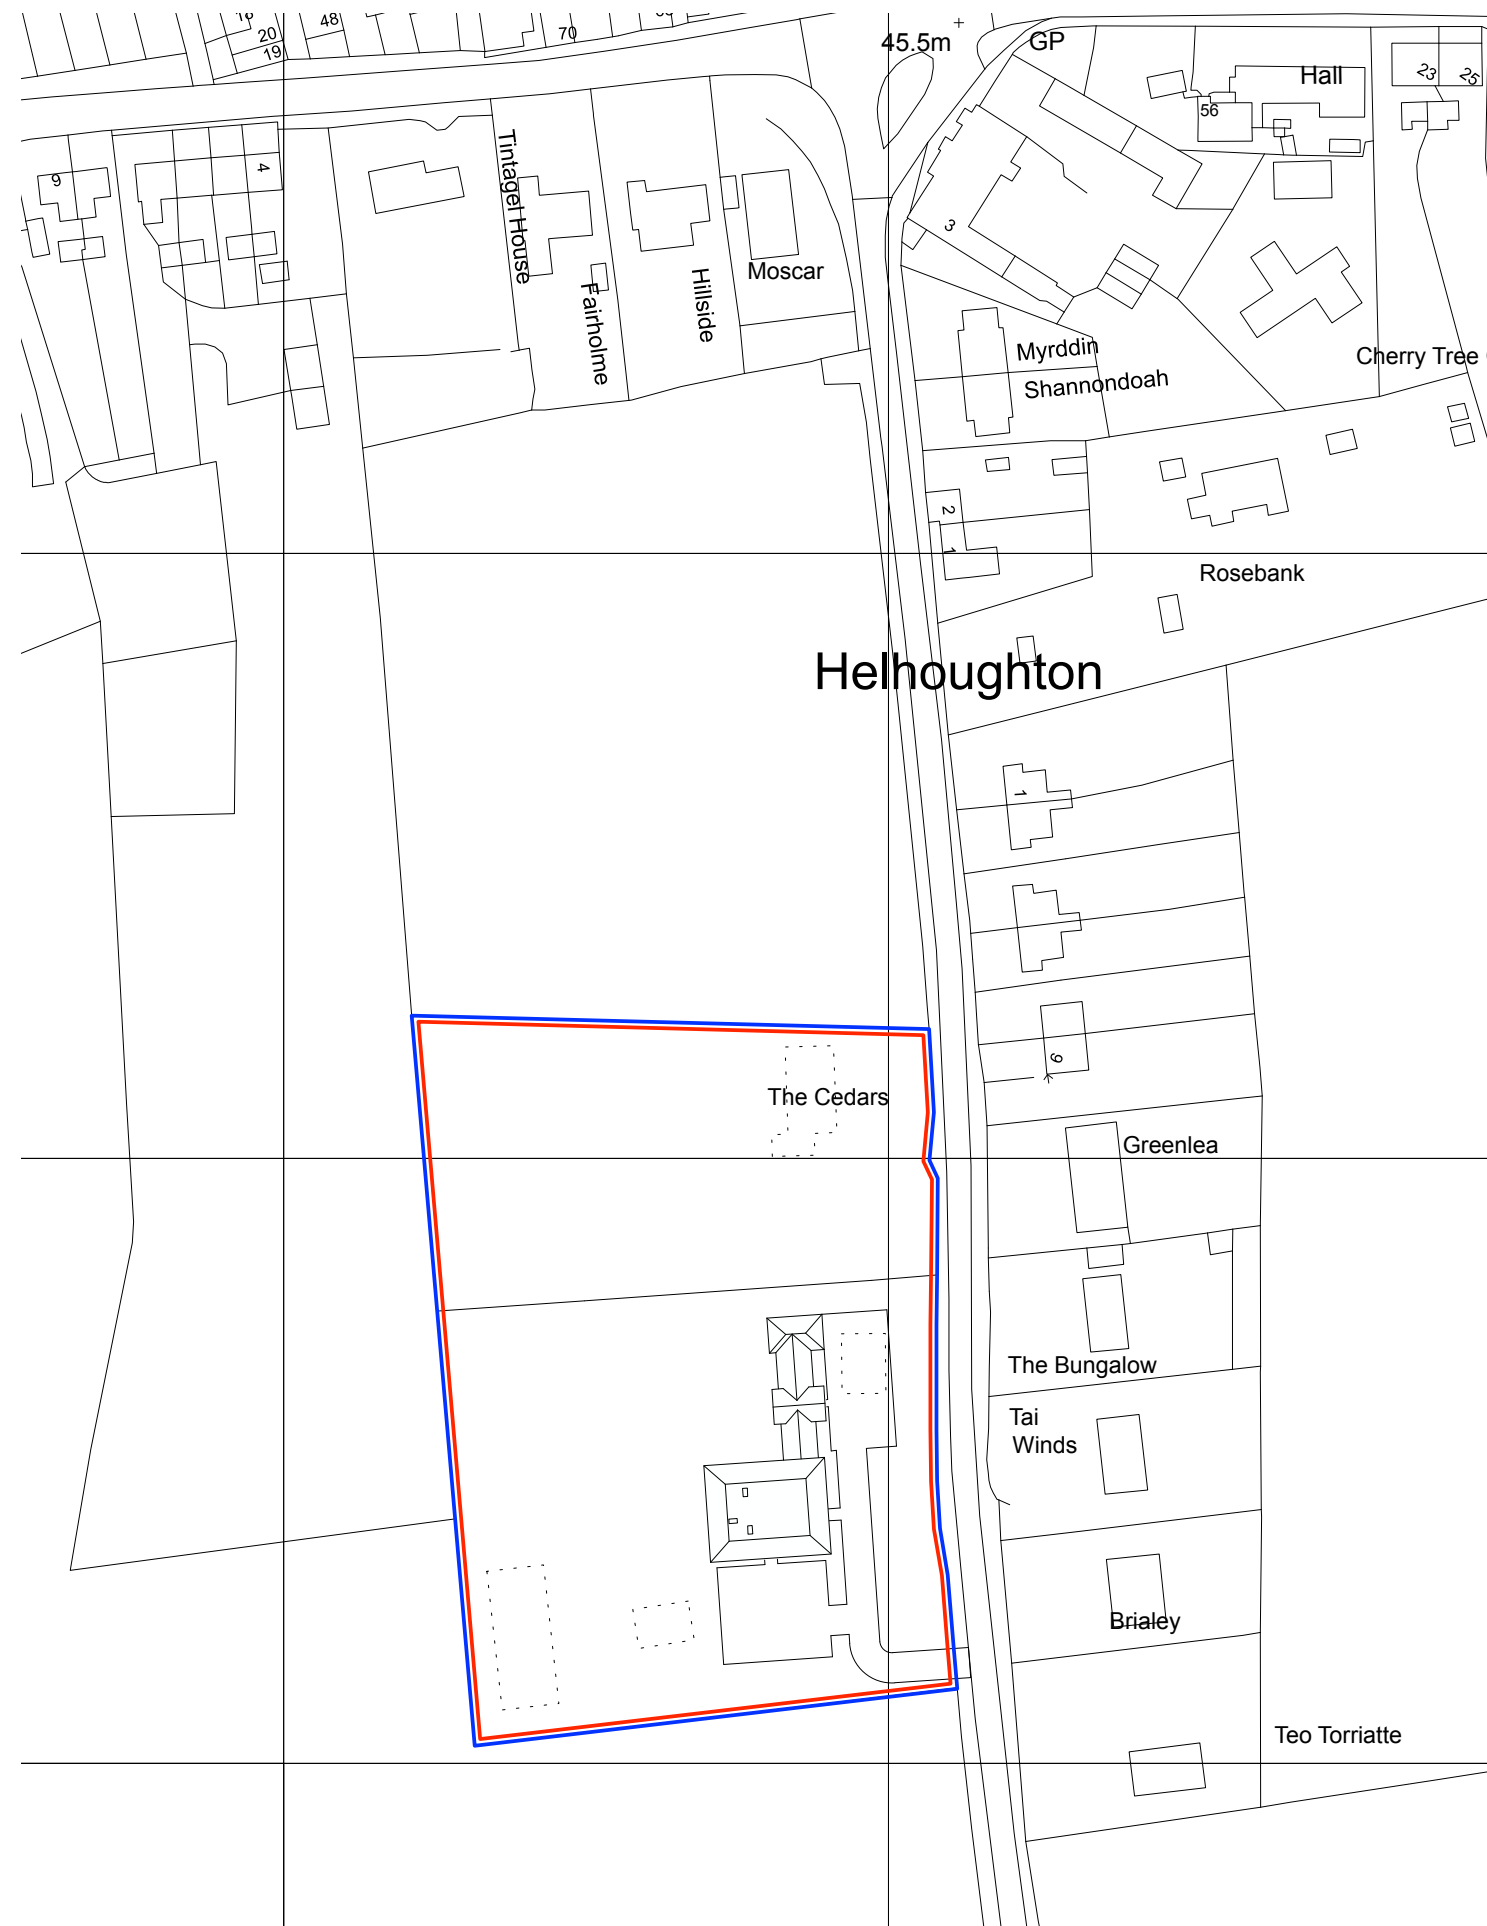 48
20
19
70
45.5m
GP
Hall
23
25
56
9
4
Tintagel House
Fairholme
Hillside
Moscar
3
Myrddin
Shannondoah
Cherry Tree
2
1
Rosebank
Helhoughton
1
The Cedars
9
Greenlea
The Bungalow
Tai
Winds
Brialey
Teo Torriatte